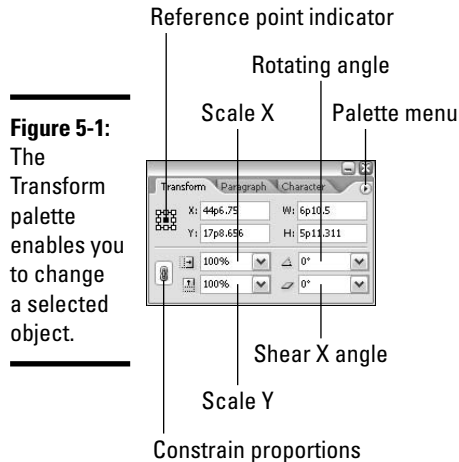 Reference point indicator
Rotating angle
Scale X
Palette menu
Figure 5-1:
The
Transform
palette
enables you
to change
a selected
object.
Transform Paragraph Character
X: 44p6.75 W: 6p10.5
Y: 17p8.656 H: 5p11.311
100% 0°
100% 0°
Shear X angle
Scale Y
Constrain proportions